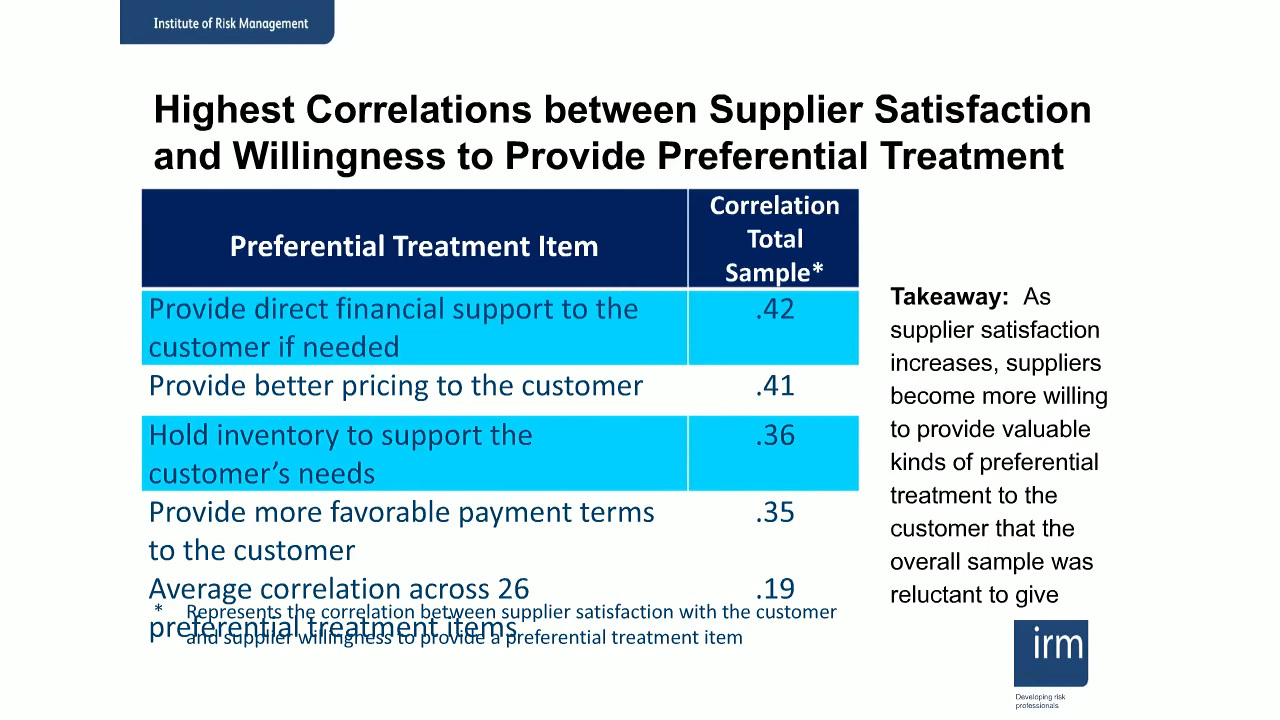 Institute of Risk Management
Highest Correlations between Supplier Satisfaction
and Willingness to Provide Preferential Treatment
Preferential Treatment Item
Correlation
Total
Sample*
Provide direct financial support to the
customer if needed
.42
Provide better pricing to the customer
.41
Hold inventory to support the
customer’s needs
.36
Provide more favorable payment terms
to the customer
.35
Average correlation across 26
preferential treatment items
.19
* Represents the correlation between supplier satisfaction with the customer
and supplier willingness to provide a preferential treatment item
Takeaway: As
supplier satisfaction
increases, suppliers
become more willing
to provide valuable
kinds of preferential
treatment to the
customer that the
overall sample was
reluctant to give
irm
Developing risk
professionals